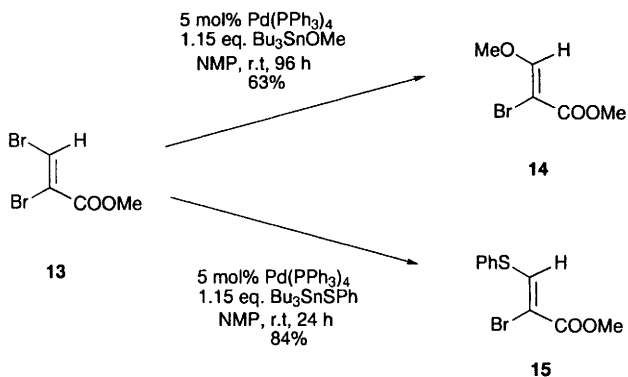 5 mol% Pd(PPh3)4
1.15 eq. Bu3SnOMe
NMP, r.t, 96 h
63%
MeO H
Br COOMe
14
Br H
Br COOMe
13
5 mol% Pd(PPh3)4
1.15 eq. Bu3SnSPh
NMP, r.t, 24 h
84%
PhS H
Br COOMe
15